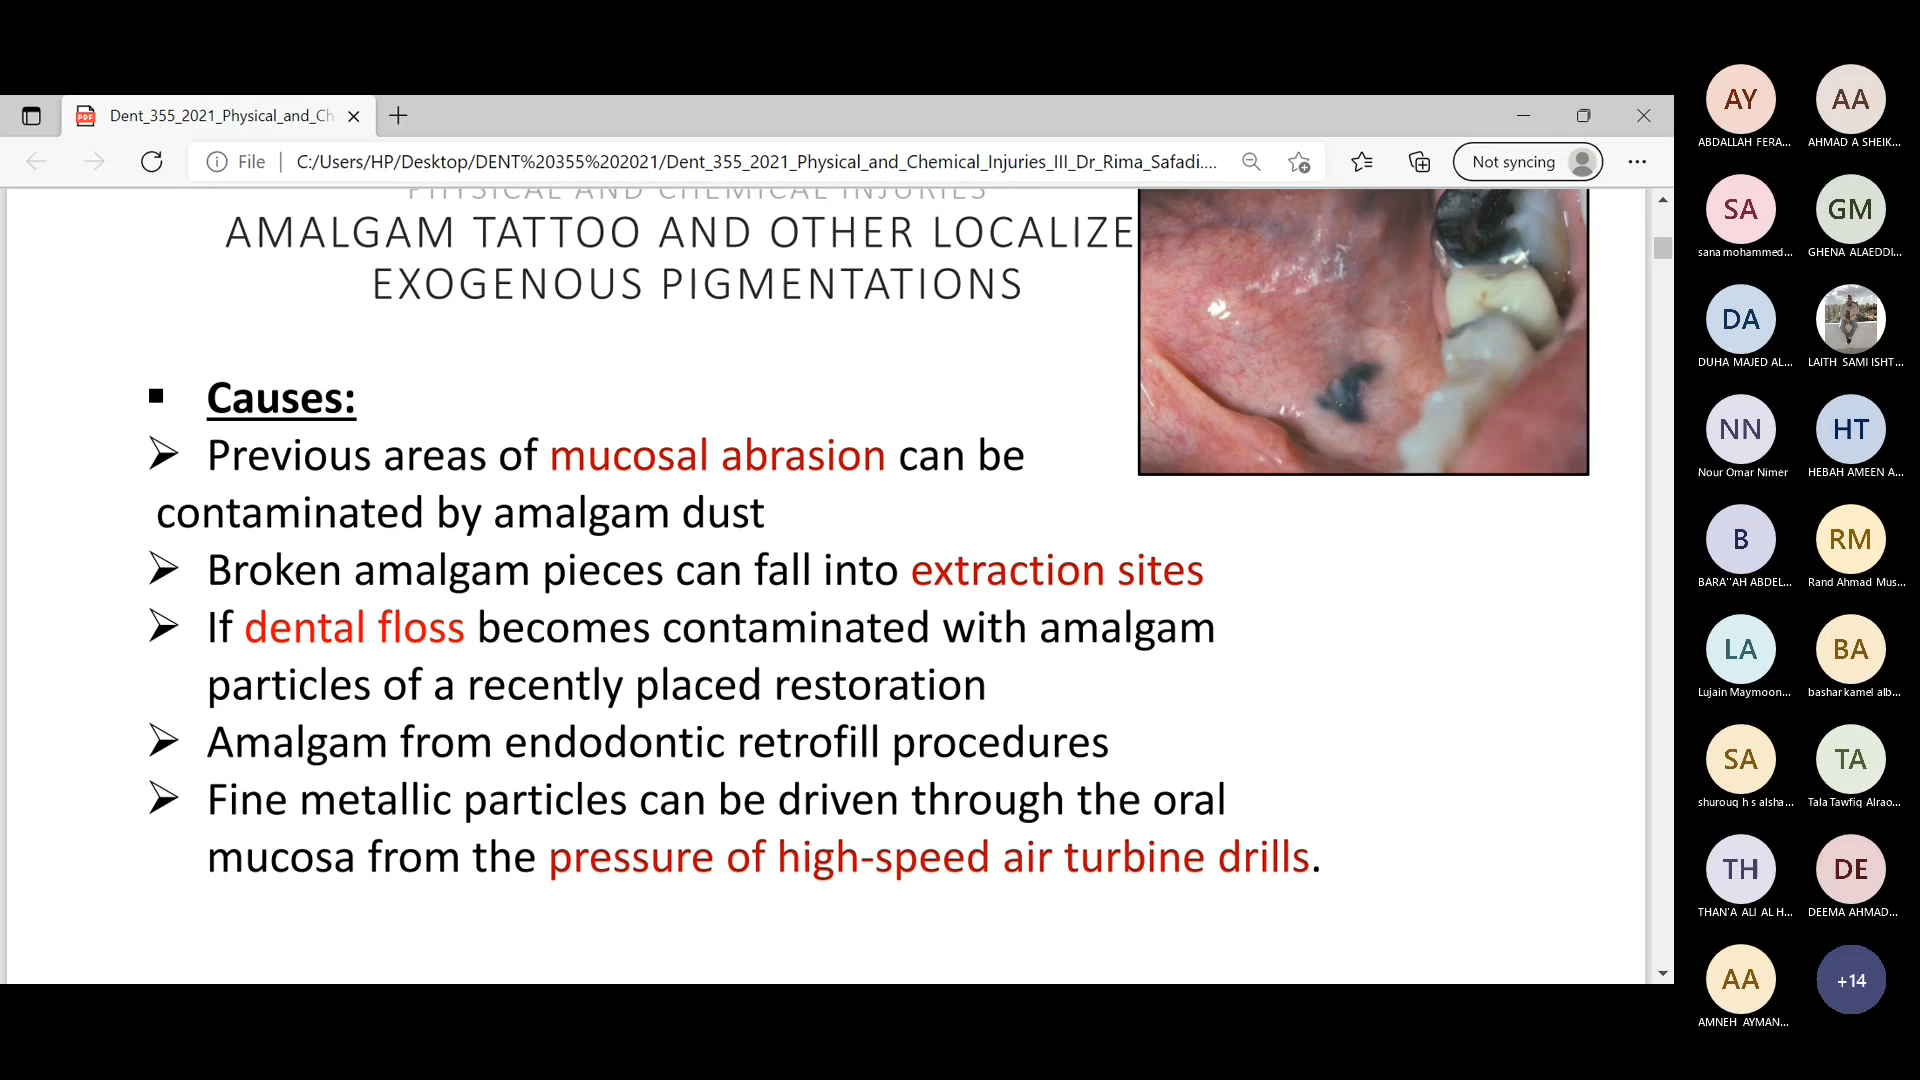 Dent_355_2021_Physical_and_Ch
File
C:/Users/HP/Desktop/DENT%20355%202021/Dent_355_2021_Physical_and_Chemical_Injuries_III_Dr_Rima_Safadi....
Not syncing
PHYSICAL AND CHEMICAL INJURIES
AMALGAM TATTOO AND OTHER LOCALIZE
EXOGENOUS PIGMENTATIONS
Causes:
Previous areas of mucosal abrasion can be
contaminated by amalgam dust
Broken amalgam pieces can fall into extraction sites
If dental floss becomes contaminated with amalgam
particles of a recently placed restoration
Amalgam from endodontic retrofill procedures
Fine metallic particles can be driven through the oral
mucosa from the pressure of high-speed air turbine drills.
AY AA
ABDALLAH FERA... AHMAD A SHEIK...
SA GM
sana mohammed... GHENA ALAEDDI...
DA
DUHA MAJED AL... LAITH SAMI ISHT...
NN HT
Nour Omar Nimer HEBAH AMEEN A...
B RM
BARA''AH ABDEL... Rand Ahmad Mus...
LA BA
Lujain Maymoon... bashar kamel alb...
SA TA
shurouq h s alsha... Tala Tawfiq Alrao...
TH DE
THAN'A ALI AL H... DEEMA AHMAD...
AA +14
AMNEH AYMAN...